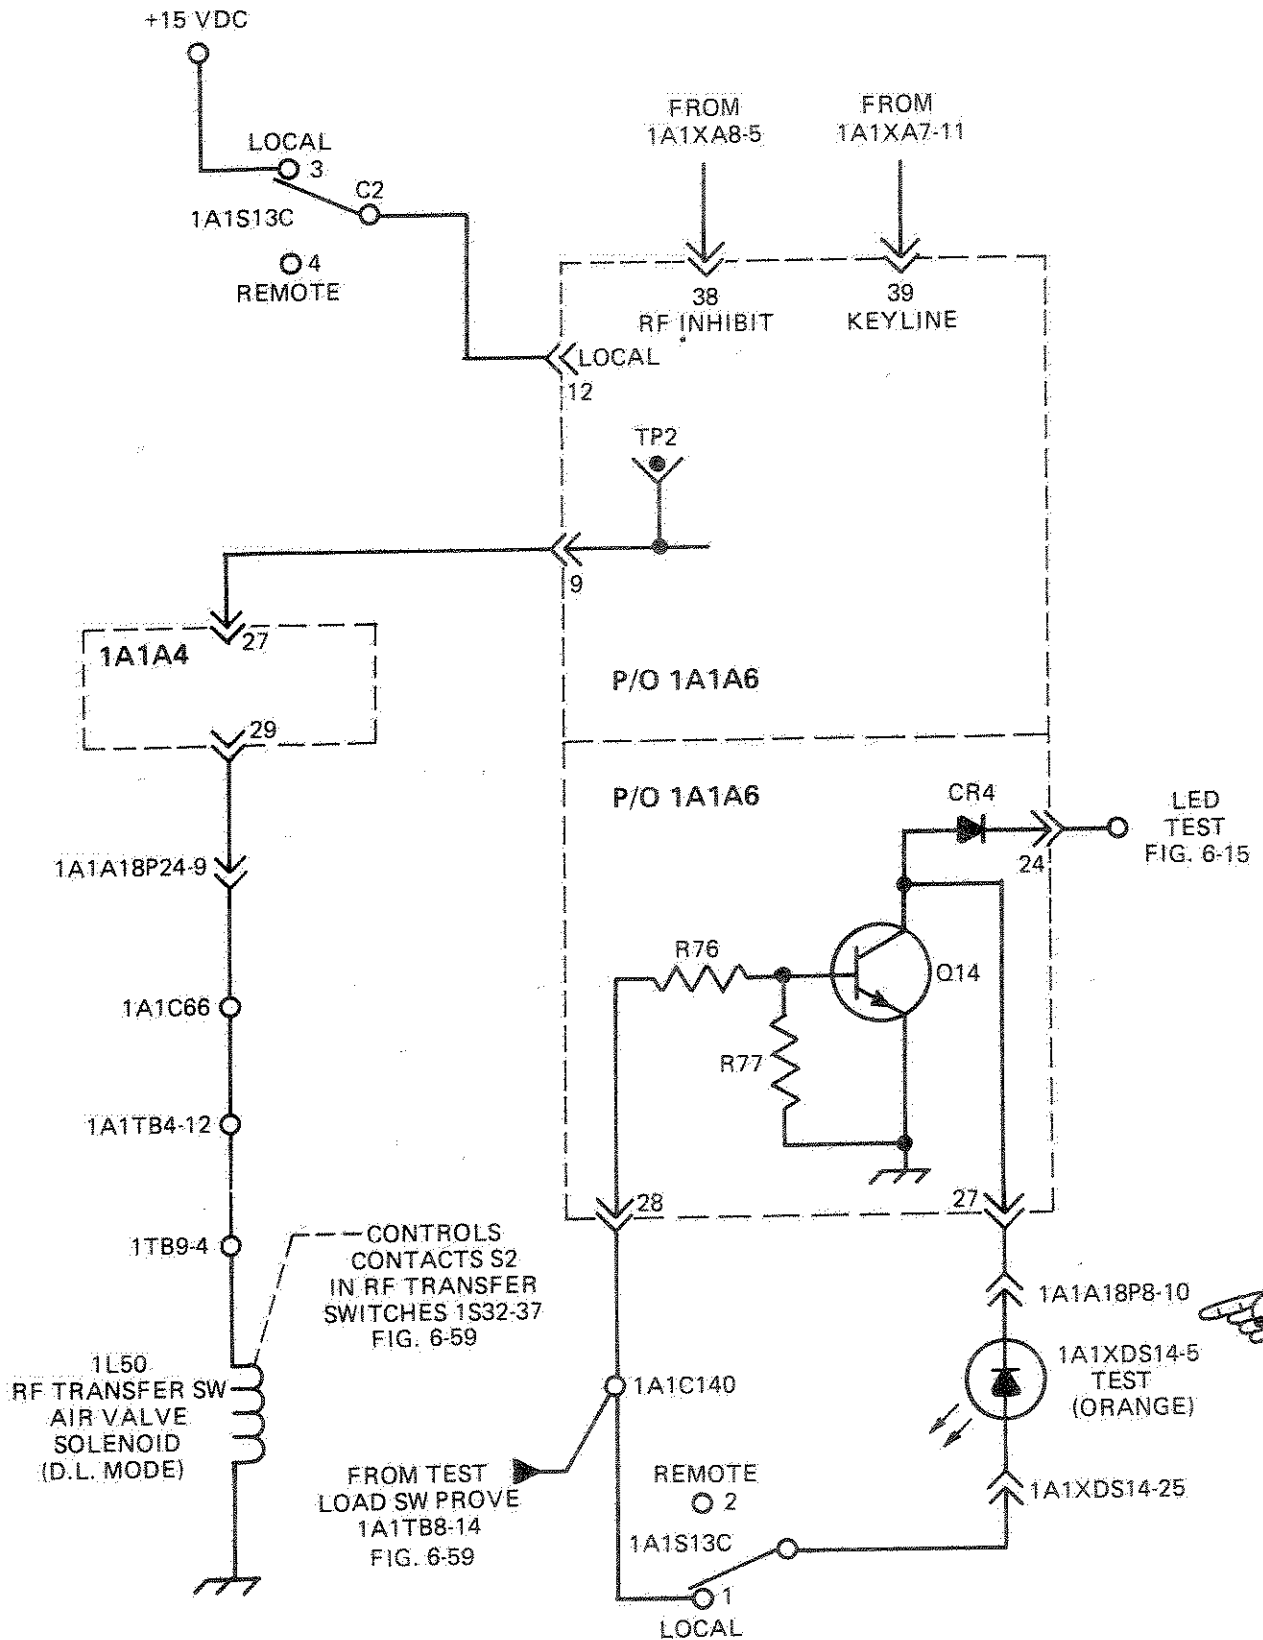 +15 VDC
LOCAL
3
C2
1A1S13C
4
REMOTE
FROM
1A1XA8-5
FROM
1A1XA7-11
38
RF INHIBIT
39
KEYLINE
LOCAL
12
TP2
9
27
1A1A4
29
P/O 1A1A6
P/O 1A1A6
CR4
24
LED
TEST
FIG. 6-15
1A1A18P24-9
R76
Q14
R77
1A1C66
1A1TB4-12
28
27
1TB9-4
CONTROLS
CONTACTS S2
IN RF TRANSFER
SWITCHES 1S32-37
FIG. 6-59
1A1A18P8-10
1L50
RF TRANSFER SW
AIR VALVE
SOLENOID
(D.L. MODE)
1A1XDS14-5
TEST
(ORANGE)
1A1C140
FROM TEST
LOAD SW PROVE
1A1TB8-14
FIG. 6-59
REMOTE
2
1A1XDS14-25
1A1S13C
1
LOCAL